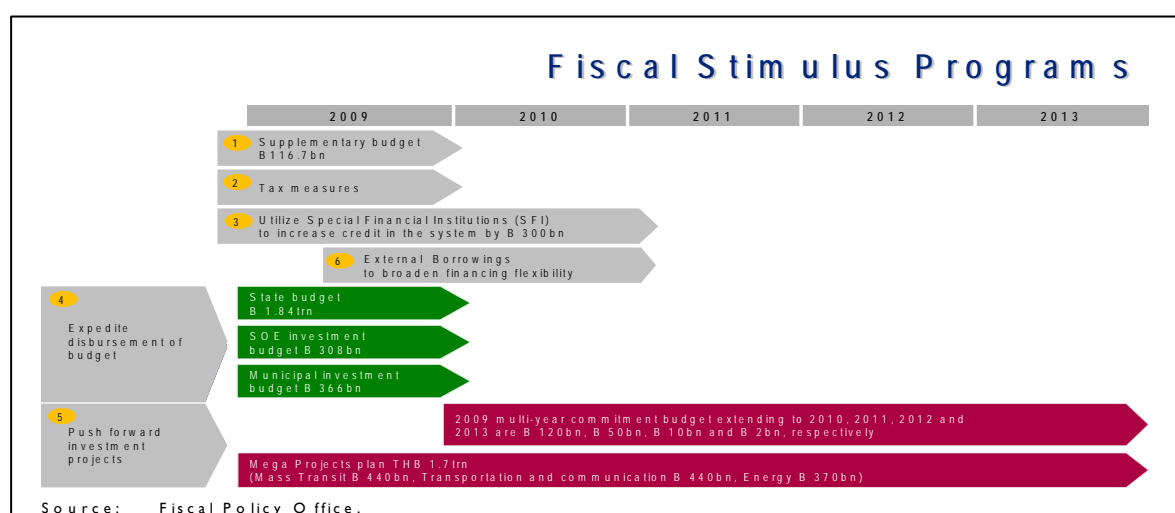 Fiscal Stimulus Programs
2009 2010 2011 2012 2013
1 Supplementary budget
B116.7bn
2 Tax measures
3 Utilize Special Financial Institutions (SFI)
to increase credit in the system by B 300bn
6 External Borrowings
to broaden financing flexibility
4
Expedite
disbursement of
budget
State budget
B 1.84trn
SOE investment
budget B 308bn
Municipal investment
budget B 366bn
5
Push forward
investment
projects
2009 multi-year commitment budget extending to 2010, 2011, 2012 and
2013 are B 120bn, B 50bn, B 10bn and B 2bn, respectively
Mega Projects plan THB 1.7trn
(Mass Transit B 440bn, Transportation and communication B 440bn, Energy B 370bn)
Source: Fiscal Policy Office.